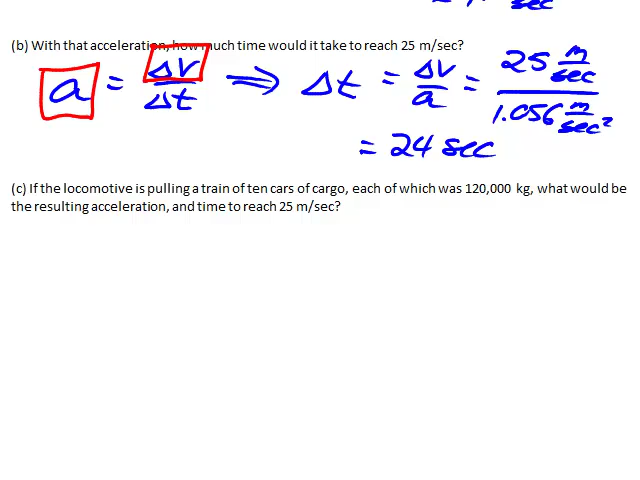 sec
(b) With that acceleration, how much time would it take to reach 25 m/sec?
a = Δv/Δt ⟹ Δt = Δv/a = 25 m/sec / 1.056 m/sec²
= 24 sec
(c) If the locomotive is pulling a train of ten cars of cargo, each of which was 120,000 kg, what would be
the resulting acceleration, and time to reach 25 m/sec?